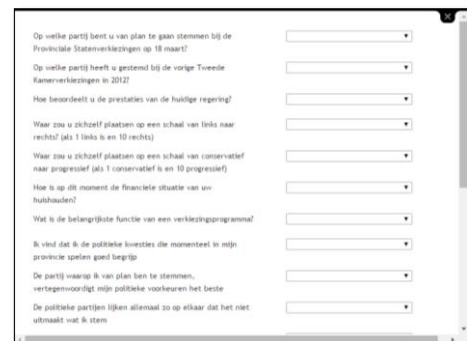 Op welke partij bent u van plan te gaan stemmen bij de
Provinciale Statenverkiezingen op 18 maart?
Op welke partij heeft u gestemd bij de vorige Tweede
Kamerverkiezingen in 2012?
Hoe beoordeelt u de prestaties van de huidige regering?
Waar zou u zichzelf plaatsen op een schaal van links naar
rechts? (als 1 links is en 10 rechts)
Waar zou u zichzelf plaatsen op een schaal van conservatief
naar progressief (als 1 conservatief is en 10 progressief)
Hoe is op dit moment de financiele situatie van uw
huishouden?
Wat is de belangrijkste functie van een verkiezingsprogramma?
Ik vind dat ik de politieke kwesties die momenteel in mijn
provincie spelen goed begrijp
De partij waarop ik van plan ben te stemmen,
vertegenwoordigt mijn politieke voorkeuren het beste
De politieke partijen lijken allemaal zo op elkaar dat het niet
uitmaakt wat ik stem